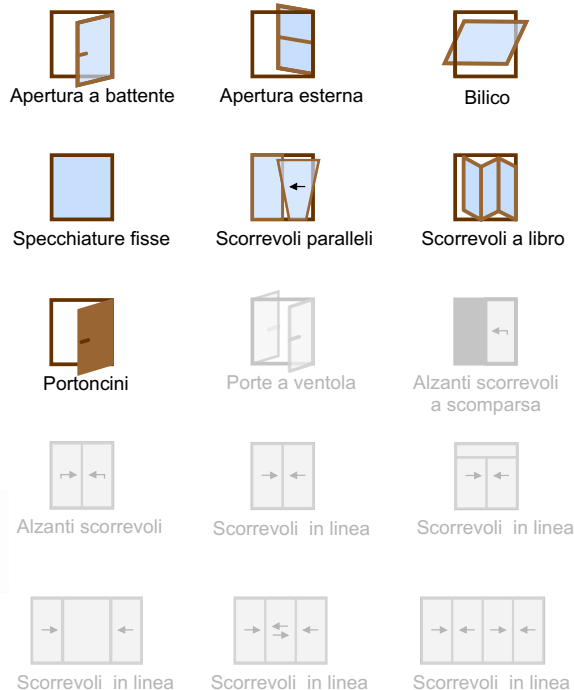 Apertura a battente
Apertura esterna
Bilico
Specchiature fisse
Scorrevoli paralleli
Scorrevoli a libro
Portoncini
Porte a ventola
Alzanti scorrevoli
a scomparsa
Alzanti scorrevoli
Scorrevoli in linea
Scorrevoli in linea
Scorrevoli in linea
Scorrevoli in linea
Scorrevoli in linea